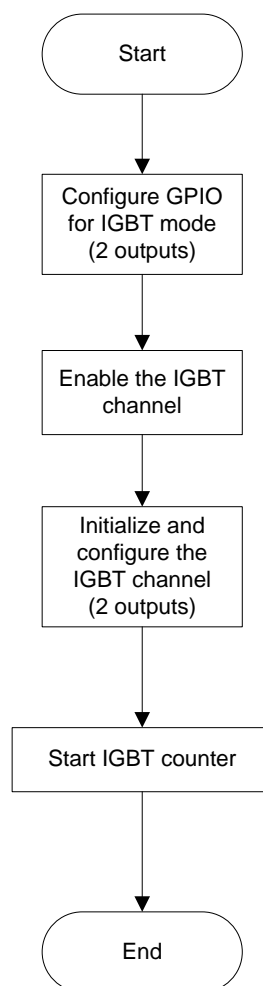 Start
Configure GPIO
for IGBT mode
(2 outputs)
Enable the IGBT
channel
Initialize and
configure the
IGBT channel
(2 outputs)
Start IGBT counter
End